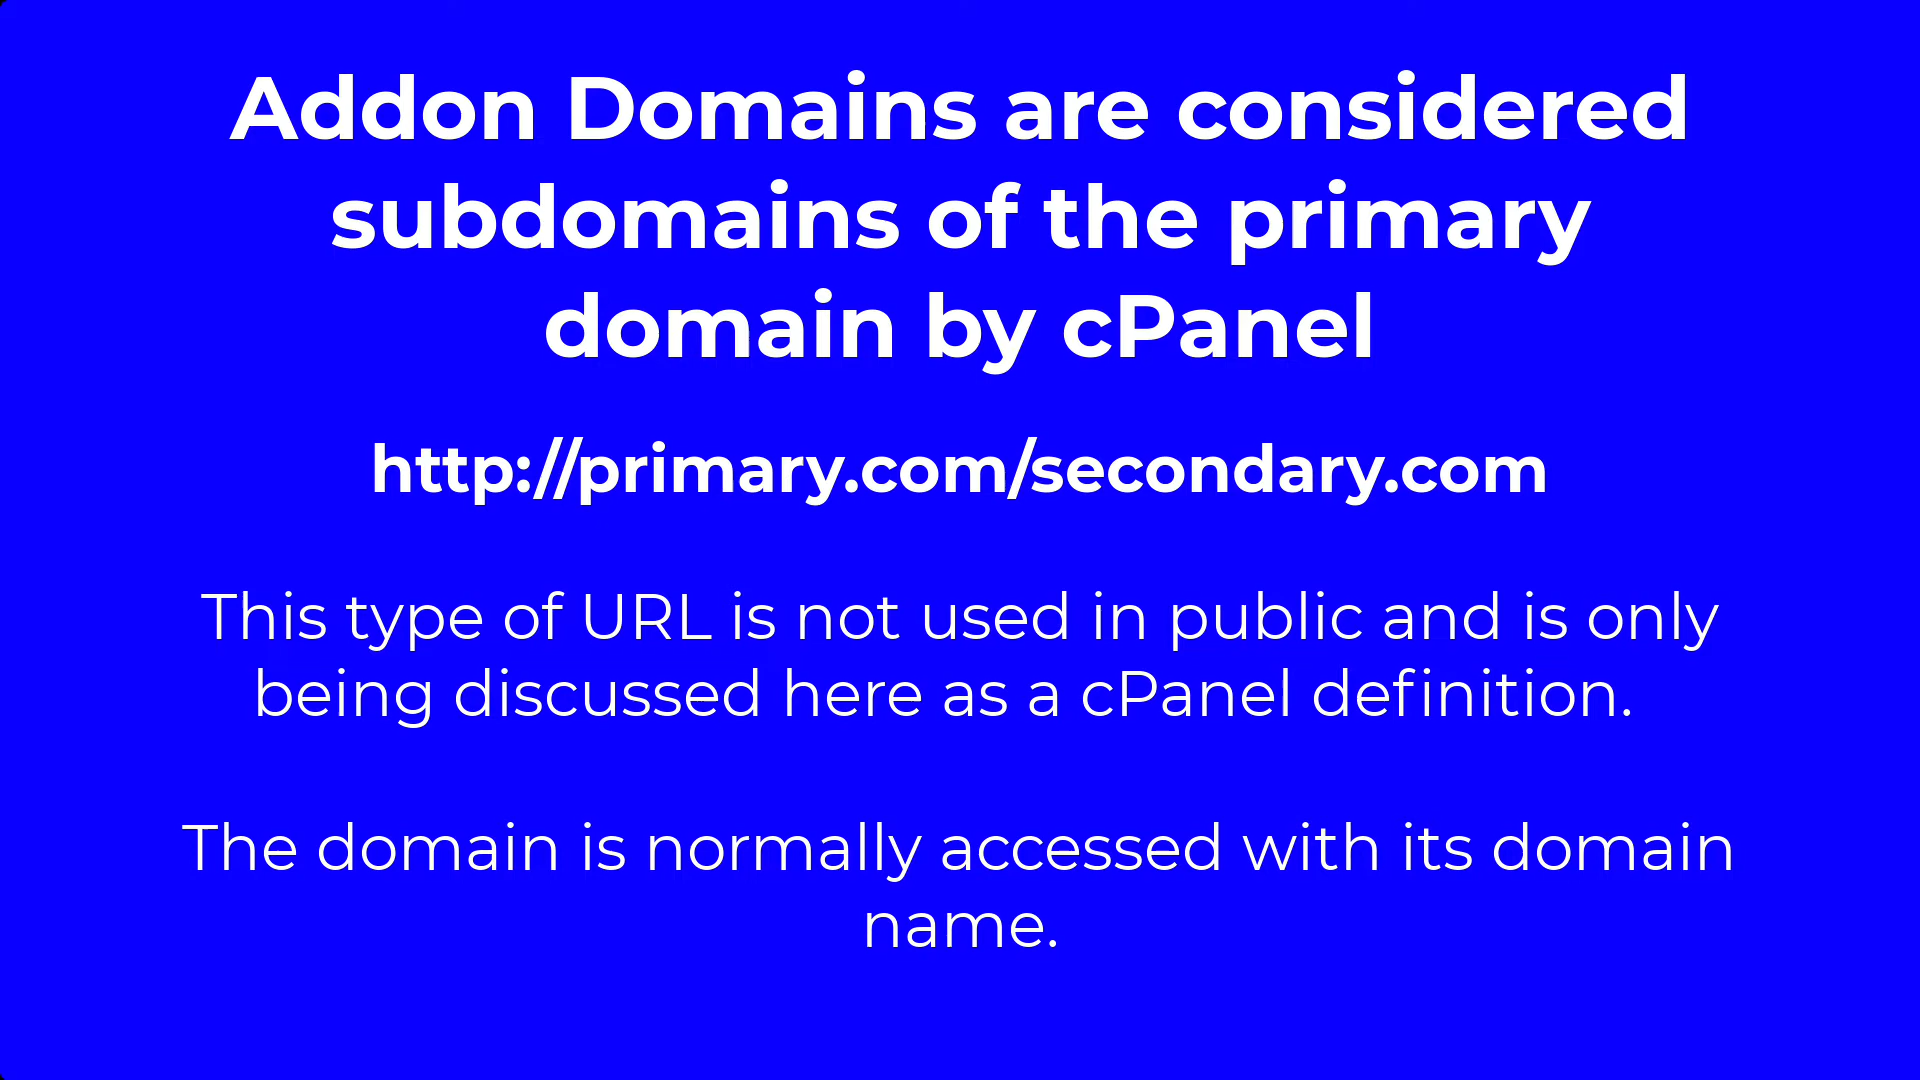 Addon Domains are considered
subdomains of the primary
domain by cPanel
http://primary.com/secondary.com
This type of URL is not used in public and is only
being discussed here as a cPanel definition.
The domain is normally accessed with its domain
name.